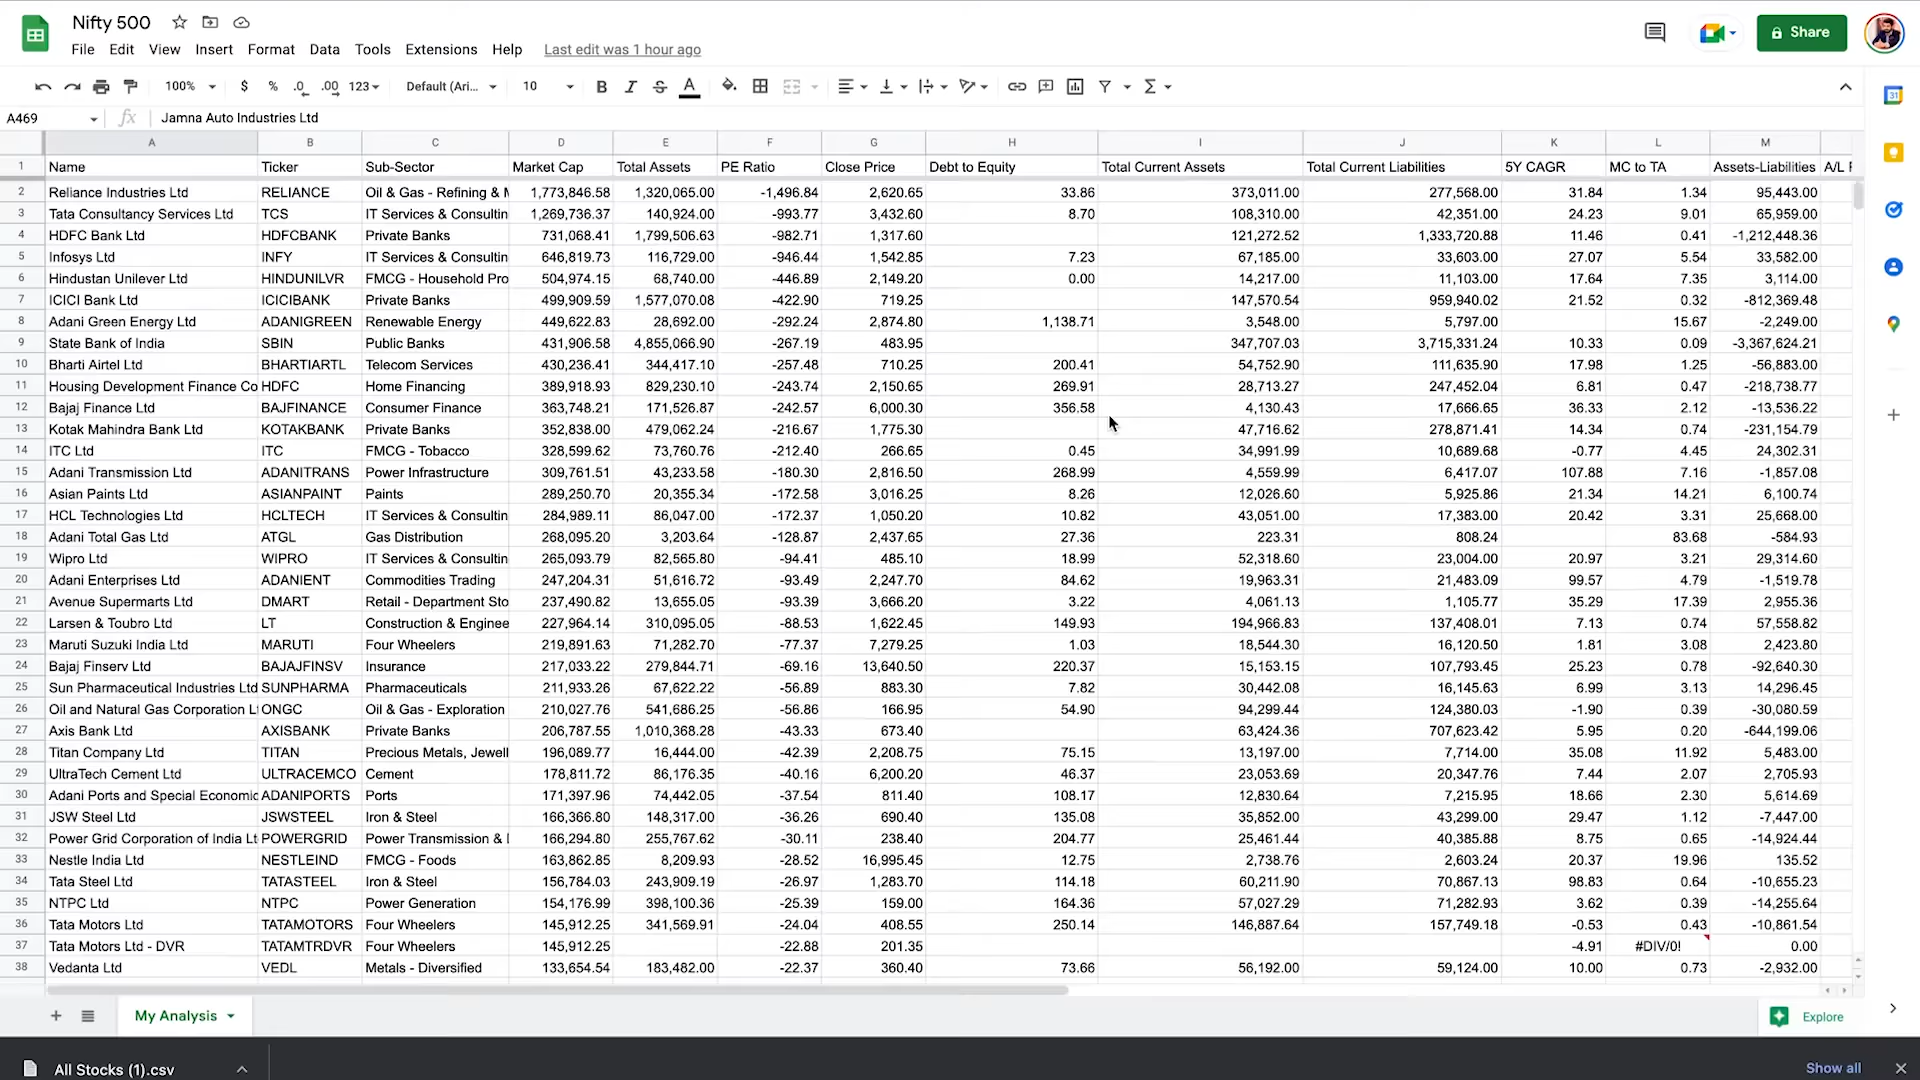 Nifty 500
File Edit View Insert Format Data Tools Extensions Help Last edit was 1 hour ago
Share
100% $ % .0 .00 123 Default (Ari... 10 B I S A Σ
31
A469 fx Jamna Auto Industries Ltd
A B C D E F G H I J K L M
1 Name Ticker Sub-Sector Market Cap Total Assets PE Ratio Close Price Debt to Equity Total Current Assets Total Current Liabilities 5Y CAGR MC to TA Assets-Liabilities A/L
2 Reliance Industries Ltd RELIANCE Oil & Gas - Refining & 1,773,846.58 1,320,065.00 -1,496.84 2,620.65 33.86 373,011.00 277,568.00 31.84 1.34 95,443.00
3 Tata Consultancy Services Ltd TCS IT Services & Consultin 1,269,736.37 140,924.00 -993.77 3,432.60 8.70 108,310.00 42,351.00 24.23 9.01 65,959.00
4 HDFC Bank Ltd HDFCBANK Private Banks 731,068.41 1,799,506.63 -982.71 1,317.60 121,272.52 1,333,720.88 11.46 0.41 -1,212,448.36
5 Infosys Ltd INFY IT Services & Consultin 646,819.73 116,729.00 -946.44 1,542.85 7.23 67,185.00 33,603.00 27.07 5.54 33,582.00
6 Hindustan Unilever Ltd HINDUNILVR FMCG - Household Pro 504,974.15 68,740.00 -446.89 2,149.20 0.00 14,217.00 11,103.00 17.64 7.35 3,114.00
7 ICICI Bank Ltd ICICIBANK Private Banks 499,909.59 1,577,070.08 -422.90 719.25 147,570.54 959,940.02 21.52 0.32 -812,369.48
8 Adani Green Energy Ltd ADANIGREEN Renewable Energy 449,622.83 28,692.00 -292.24 2,874.80 1,138.71 3,548.00 5,797.00 15.67 -2,249.00
9 State Bank of India SBIN Public Banks 431,906.58 4,855,066.90 -267.19 483.95 347,707.03 3,715,331.24 10.33 0.09 -3,367,624.21
10 Bharti Airtel Ltd BHARTIARTL Telecom Services 430,236.41 344,417.10 -257.48 710.25 200.41 54,752.90 111,635.90 17.98 1.25 -56,883.00
11 Housing Development Finance Co HDFC Home Financing 389,918.93 829,230.10 -243.74 2,150.65 269.91 28,713.27 247,452.04 6.81 0.47 -218,738.77
12 Bajaj Finance Ltd BAJFINANCE Consumer Finance 363,748.21 171,526.87 -242.57 6,000.30 356.58 4,130.43 17,666.65 36.33 2.12 -13,536.22
13 Kotak Mahindra Bank Ltd KOTAKBANK Private Banks 352,838.00 479,062.24 -216.67 1,775.30 47,716.62 278,871.41 14.34 0.74 -231,154.79
14 ITC Ltd ITC FMCG - Tobacco 328,599.62 73,760.76 -212.40 266.65 0.45 34,991.99 10,689.68 -0.77 4.45 24,302.31
15 Adani Transmission Ltd ADANITRANS Power Infrastructure 309,761.51 43,233.58 -180.30 2,816.50 268.99 4,559.99 6,417.07 107.88 7.16 -1,857.08
16 Asian Paints Ltd ASIANPAINT Paints 289,250.70 20,355.34 -172.58 3,016.25 8.26 12,026.60 5,925.86 21.34 14.21 6,100.74
17 HCL Technologies Ltd HCLTECH IT Services & Consultin 284,989.11 86,047.00 -172.37 1,050.20 10.82 43,051.00 17,383.00 20.42 3.31 25,668.00
18 Adani Total Gas Ltd ATGL Gas Distribution 268,095.20 3,203.64 -128.87 2,437.65 27.36 223.31 808.24 83.68 -584.93
19 Wipro Ltd WIPRO IT Services & Consultin 265,093.79 82,565.80 -94.41 485.10 18.99 52,318.60 23,004.00 20.97 3.21 29,314.60
20 Adani Enterprises Ltd ADANIENT Commodities Trading 247,204.31 51,616.72 -93.49 2,247.70 84.62 19,963.31 21,483.09 99.57 4.79 -1,519.78
21 Avenue Supermarts Ltd DMART Retail - Department Sto 237,490.82 13,655.05 -93.39 3,666.20 3.22 4,061.13 1,105.77 35.29 17.39 2,955.36
22 Larsen & Toubro Ltd LT Construction & Enginee 227,964.14 310,095.05 -88.53 1,622.45 149.93 194,966.83 137,408.01 7.13 0.74 57,558.82
23 Maruti Suzuki India Ltd MARUTI Four Wheelers 219,891.63 71,282.70 -77.37 7,279.25 1.03 18,544.30 16,120.50 1.81 3.08 2,423.80
24 Bajaj Finserv Ltd BAJAJFINSV Insurance 217,033.22 279,844.71 -69.16 13,640.50 220.37 15,153.15 107,793.45 25.23 0.78 -92,640.30
25 Sun Pharmaceutical Industries Ltd SUNPHARMA Pharmaceuticals 211,933.26 67,622.22 -56.89 883.30 7.82 30,442.08 16,145.63 6.99 3.13 14,296.45
26 Oil and Natural Gas Corporation L ONGC Oil & Gas - Exploration 210,027.76 541,686.25 -56.86 166.95 54.90 94,299.44 124,380.03 -1.90 0.39 -30,080.59
27 Axis Bank Ltd AXISBANK Private Banks 206,787.55 1,010,368.28 -43.33 673.40 63,424.36 707,623.42 5.95 0.20 -644,199.06
28 Titan Company Ltd TITAN Precious Metals, Jewell 196,089.77 16,444.00 -42.39 2,208.75 75.15 13,197.00 7,714.00 35.08 11.92 5,483.00
29 UltraTech Cement Ltd ULTRACEMCO Cement 178,811.72 86,176.35 -40.16 6,200.20 46.37 23,053.69 20,347.76 7.44 2.07 2,705.93
30 Adani Ports and Special Economic ADANIPORTS Ports 171,397.96 74,442.05 -37.54 811.40 108.17 12,830.64 7,215.95 18.66 2.30 5,614.69
31 JSW Steel Ltd JSWSTEEL Iron & Steel 166,366.80 148,317.00 -36.26 690.40 135.08 35,852.00 43,299.00 29.47 1.12 -7,447.00
32 Power Grid Corporation of India Lt POWERGRID Power Transmission & 166,294.80 255,767.62 -30.11 238.40 204.77 25,461.44 40,385.88 8.75 0.65 -14,924.44
33 Nestle India Ltd NESTLEIND FMCG - Foods 163,862.85 8,209.93 -28.52 16,995.45 12.75 2,738.76 2,603.24 20.37 19.96 135.52
34 Tata Steel Ltd TATASTEEL Iron & Steel 156,784.03 243,909.19 -26.97 1,283.70 114.18 60,211.90 70,867.13 98.83 0.64 -10,655.23
35 NTPC Ltd NTPC Power Generation 154,176.99 398,100.36 -25.39 159.00 164.36 57,027.29 71,282.93 3.62 0.39 -14,255.64
36 Tata Motors Ltd TATAMOTORS Four Wheelers 145,912.25 341,569.91 -24.04 408.55 250.14 146,887.64 157,749.18 -0.53 0.43 -10,861.54
37 Tata Motors Ltd - DVR TATAMTRDVR Four Wheelers 145,912.25 -22.88 201.35 -4.91 #DIV/0! 0.00
38 Vedanta Ltd VEDL Metals - Diversified 133,654.54 183,482.00 -22.37 360.40 73.66 56,192.00 59,124.00 10.00 0.73 -2,932.00
My Analysis
Explore
All Stocks (1).csv
Show all